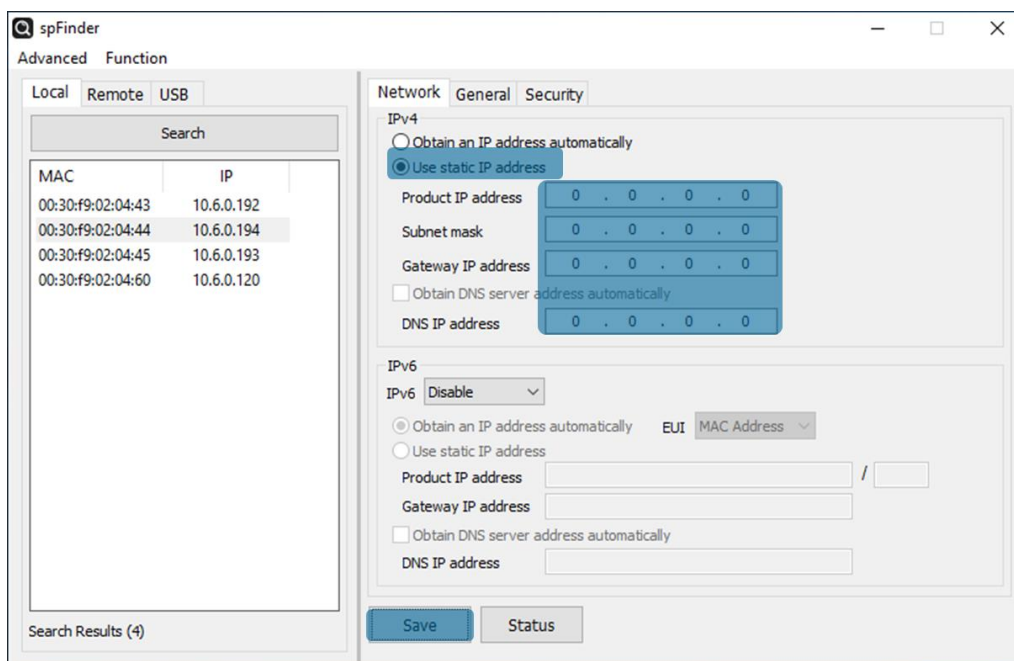 spFinder
Advanced Function
Local Remote USB
Search
MAC IP
00:30:f9:02:04:43 10.6.0.192
00:30:f9:02:04:44 10.6.0.194
00:30:f9:02:04:45 10.6.0.193
00:30:f9:02:04:60 10.6.0.120
Search Results (4)
Network General Security
IPv4
Obtain an IP address automatically
Use static IP address
Product IP address 0 . 0 . 0 . 0
Subnet mask 0 . 0 . 0 . 0
Gateway IP address 0 . 0 . 0 . 0
Obtain DNS server address automatically
DNS IP address 0 . 0 . 0 . 0
IPv6
IPv6 Disable
Obtain an IP address automatically EUI MAC Address
Use static IP address
Product IP address /
Gateway IP address
Obtain DNS server address automatically
DNS IP address
Save Status